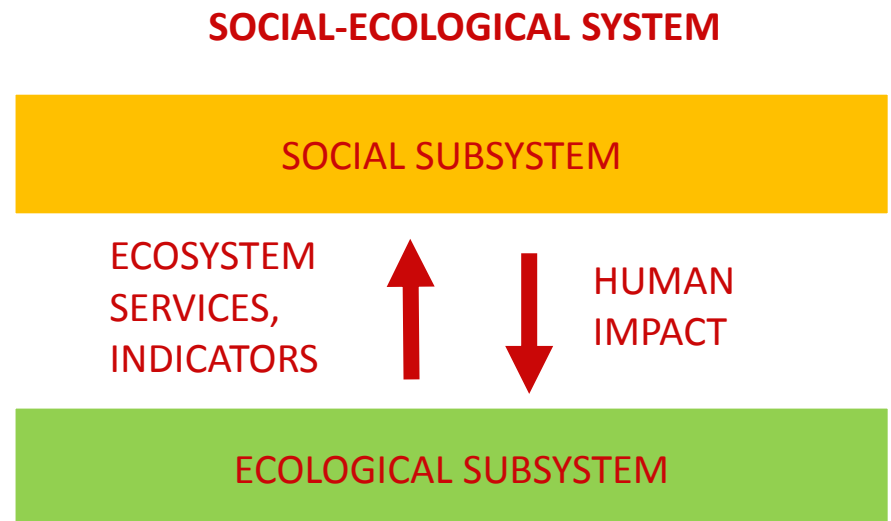 SOCIAL-ECOLOGICAL SYSTEM
SOCIAL SUBSYSTEM
ECOSYSTEM
SERVICES,
INDICATORS
HUMAN
IMPACT
ECOLOGICAL SUBSYSTEM